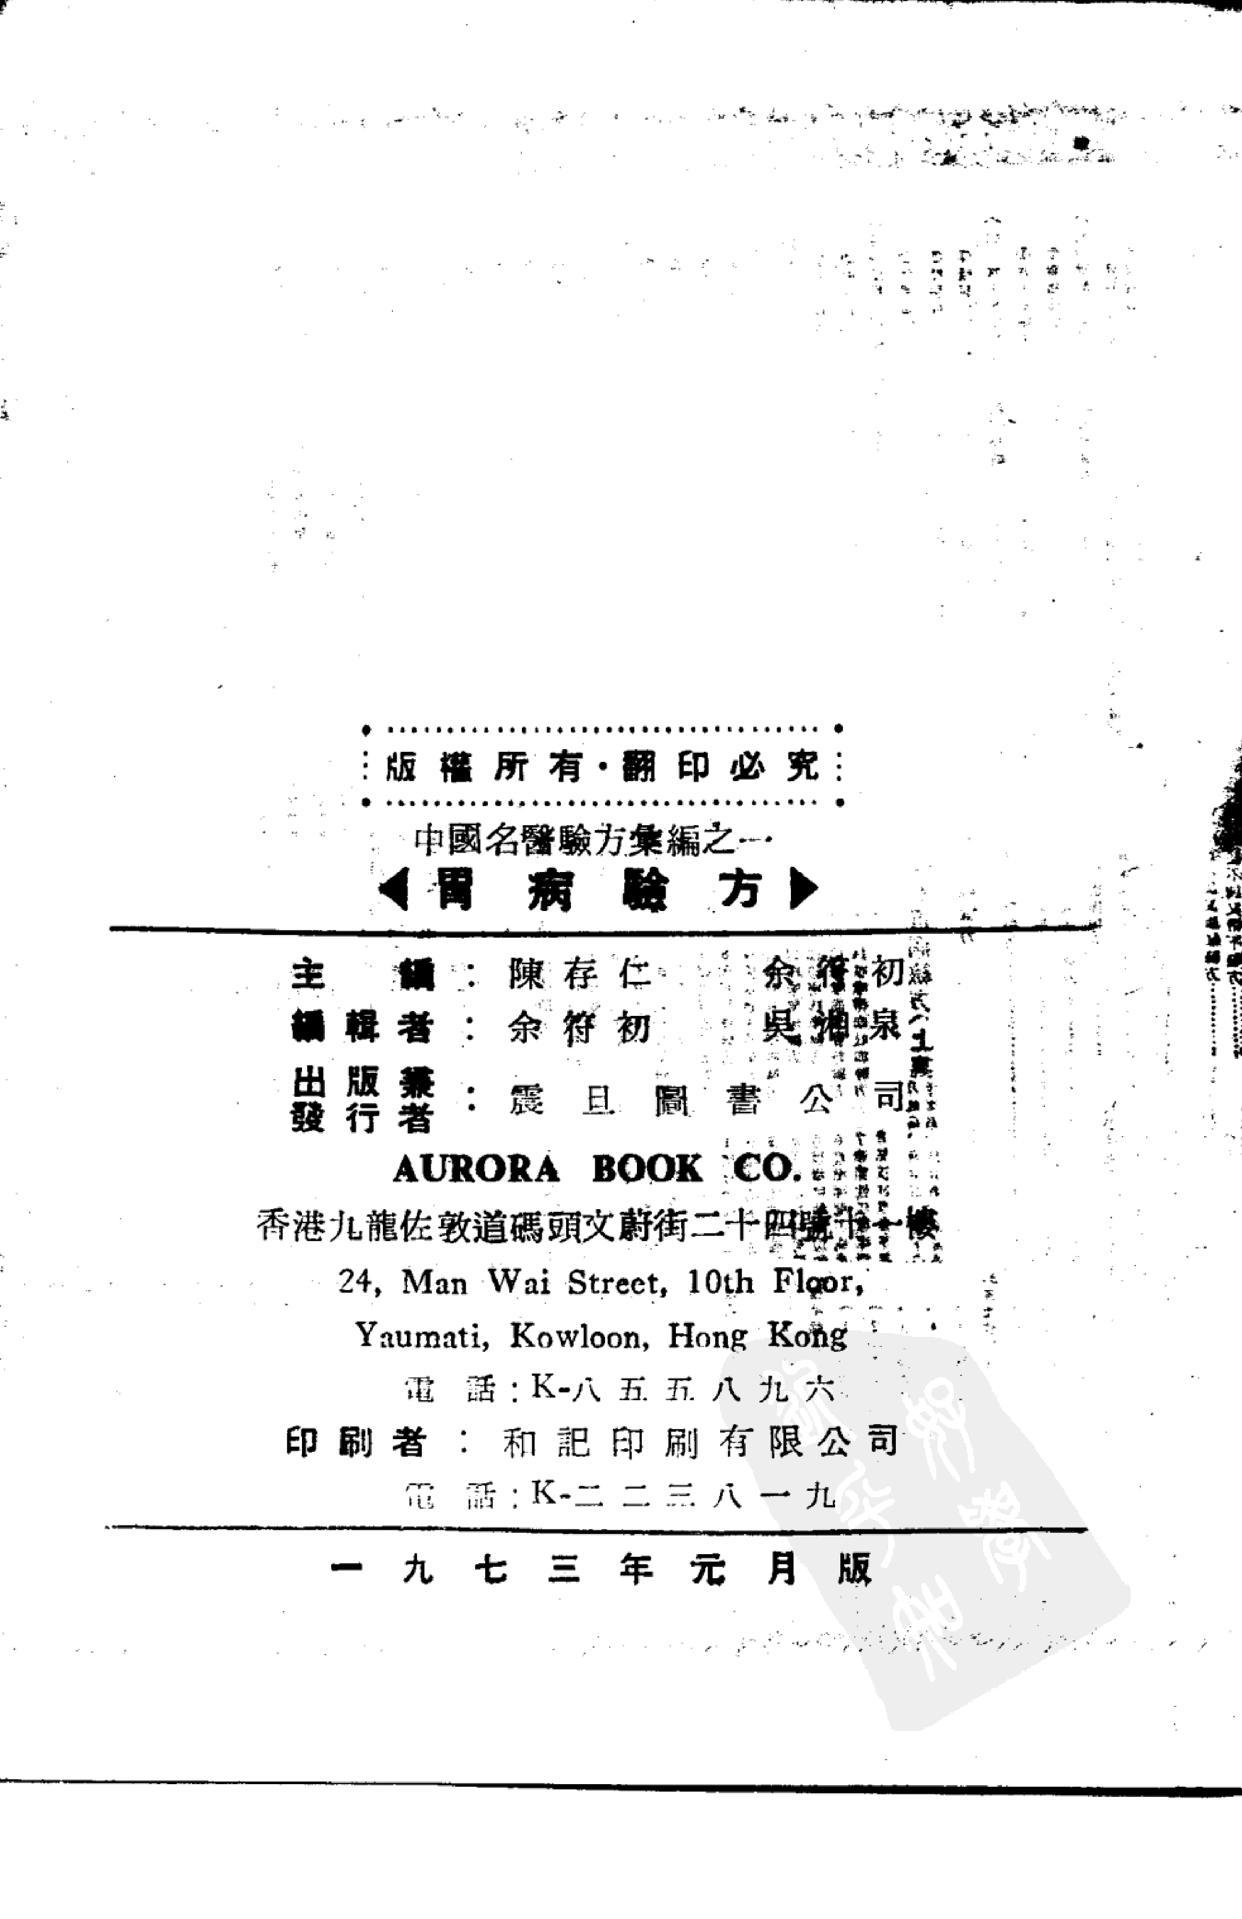 版權所有·翻印必究
中國名醫驗方彙編之一
胃病驗方
主編：陳存仁 余符初
編輯者：余符初 吳湘泉
出版兼發行者：震旦圖書公司
AURORA BOOK CO.
香港九龍佐敦道碼頭文蔚街二十四號十一樓
24, Man Wai Street, 10th Floor,
Yaumati, Kowloon, Hong Kong
電話：K-八五五八九六
印刷者：和記印刷有限公司
電話：K-二二三八一九
一九七三年元月版